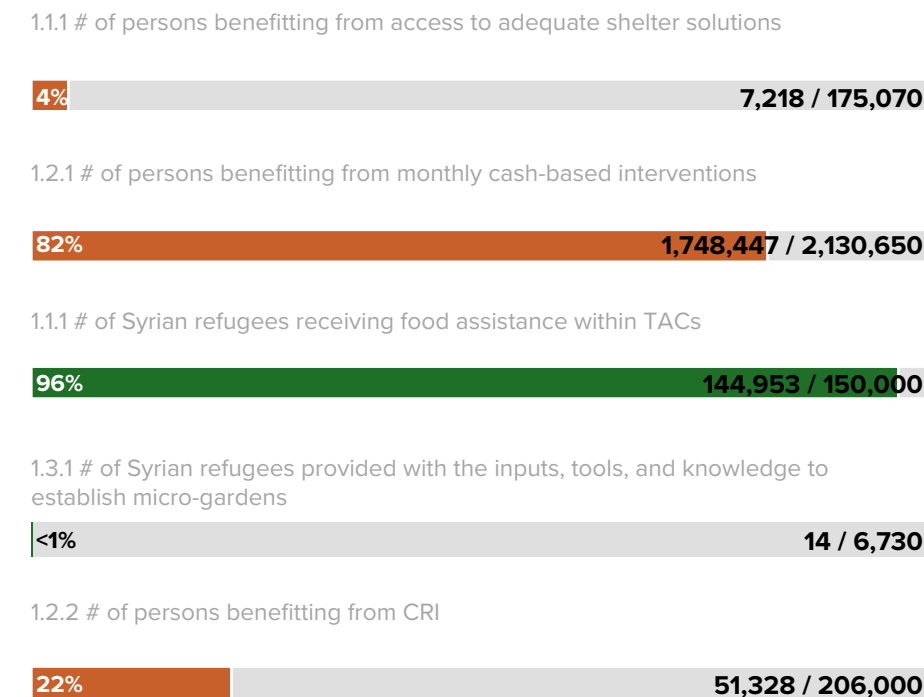 1.1.1 # of persons benefitting from access to adequate shelter solutions
4% 7,218 / 175,070
1.2.1 # of persons benefitting from monthly cash-based interventions
82% 1,748,447 / 2,130,650
1.1.1 # of Syrian refugees receiving food assistance within TACs
96% 144,953 / 150,000
1.3.1 # of Syrian refugees provided with the inputs, tools, and knowledge to
establish micro-gardens
<1% 14 / 6,730
1.2.2 # of persons benefitting from CRI
22% 51,328 / 206,000